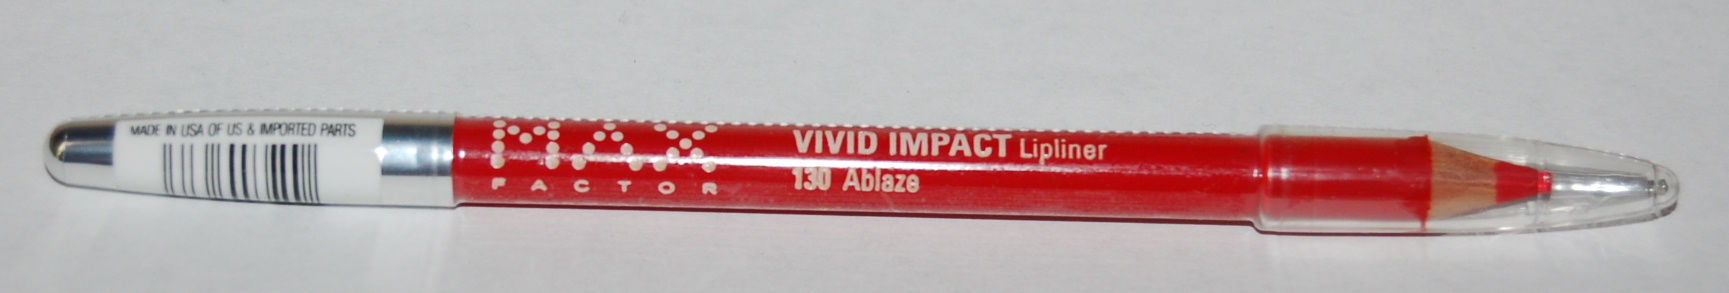 MADE IN USA OF US & IMPORTED PARTS
MAX
FACTOR
VIVID IMPACT Lipliner
130 Ablaze